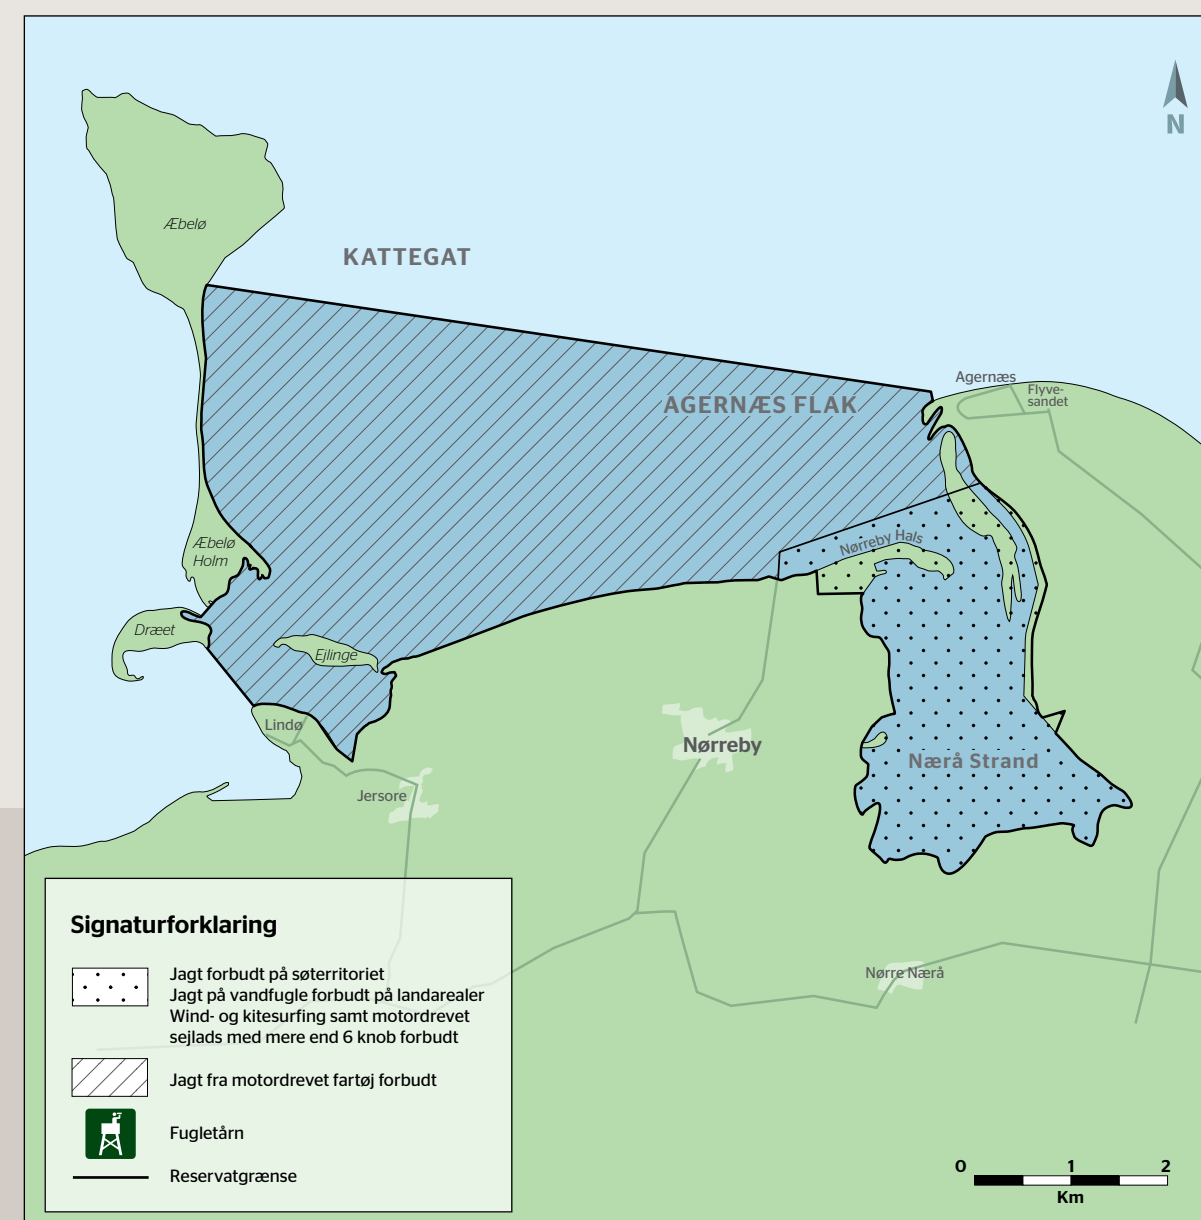 N
Æbelø
KATTEGAT
Agernæs
Flyve-
sandet
AGERNÆS FLAK
Nørreby Hals
Æbelø
Holm
Dræet
Ejlinge
Lindø
Nørreby
Nærå Strand
Jersore
Nørre Nærå
Signaturforklaring
Jagt forbudt på søterritoriet
Jagt på vandfugle forbudt på landarealer
Wind- og kitesurfing samt motordrevet
sejlads med mere end 6 knob forbudt
Jagt fra motordrevet fartøj forbudt
Fugletårn
Reservatgrænse
0 1 2
Km